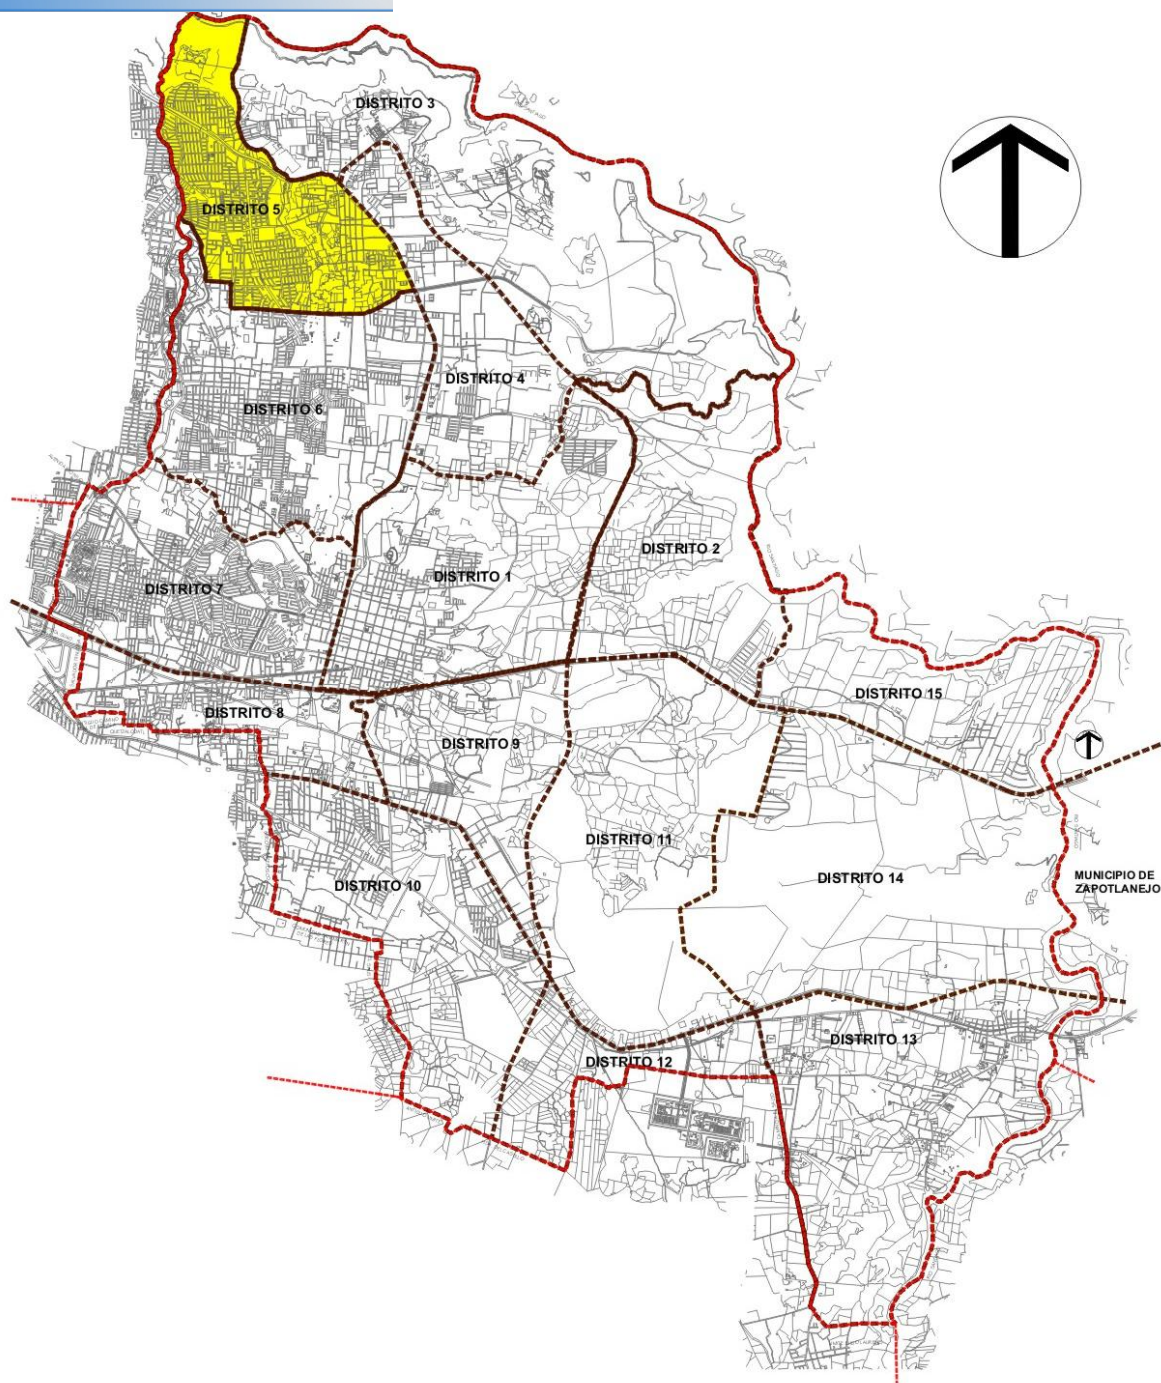 DISTRITO 3
DISTRITO 5
DISTRITO 4
DISTRITO 6
DISTRITO 2
DISTRITO 1
DISTRITO 7
DISTRITO 15
DISTRITO 8
DISTRITO 9
DISTRITO 11
DISTRITO 14
MUNICIPIO DE
ZAPOTLANEJO
DISTRITO 10
DISTRITO 13
DISTRITO 12